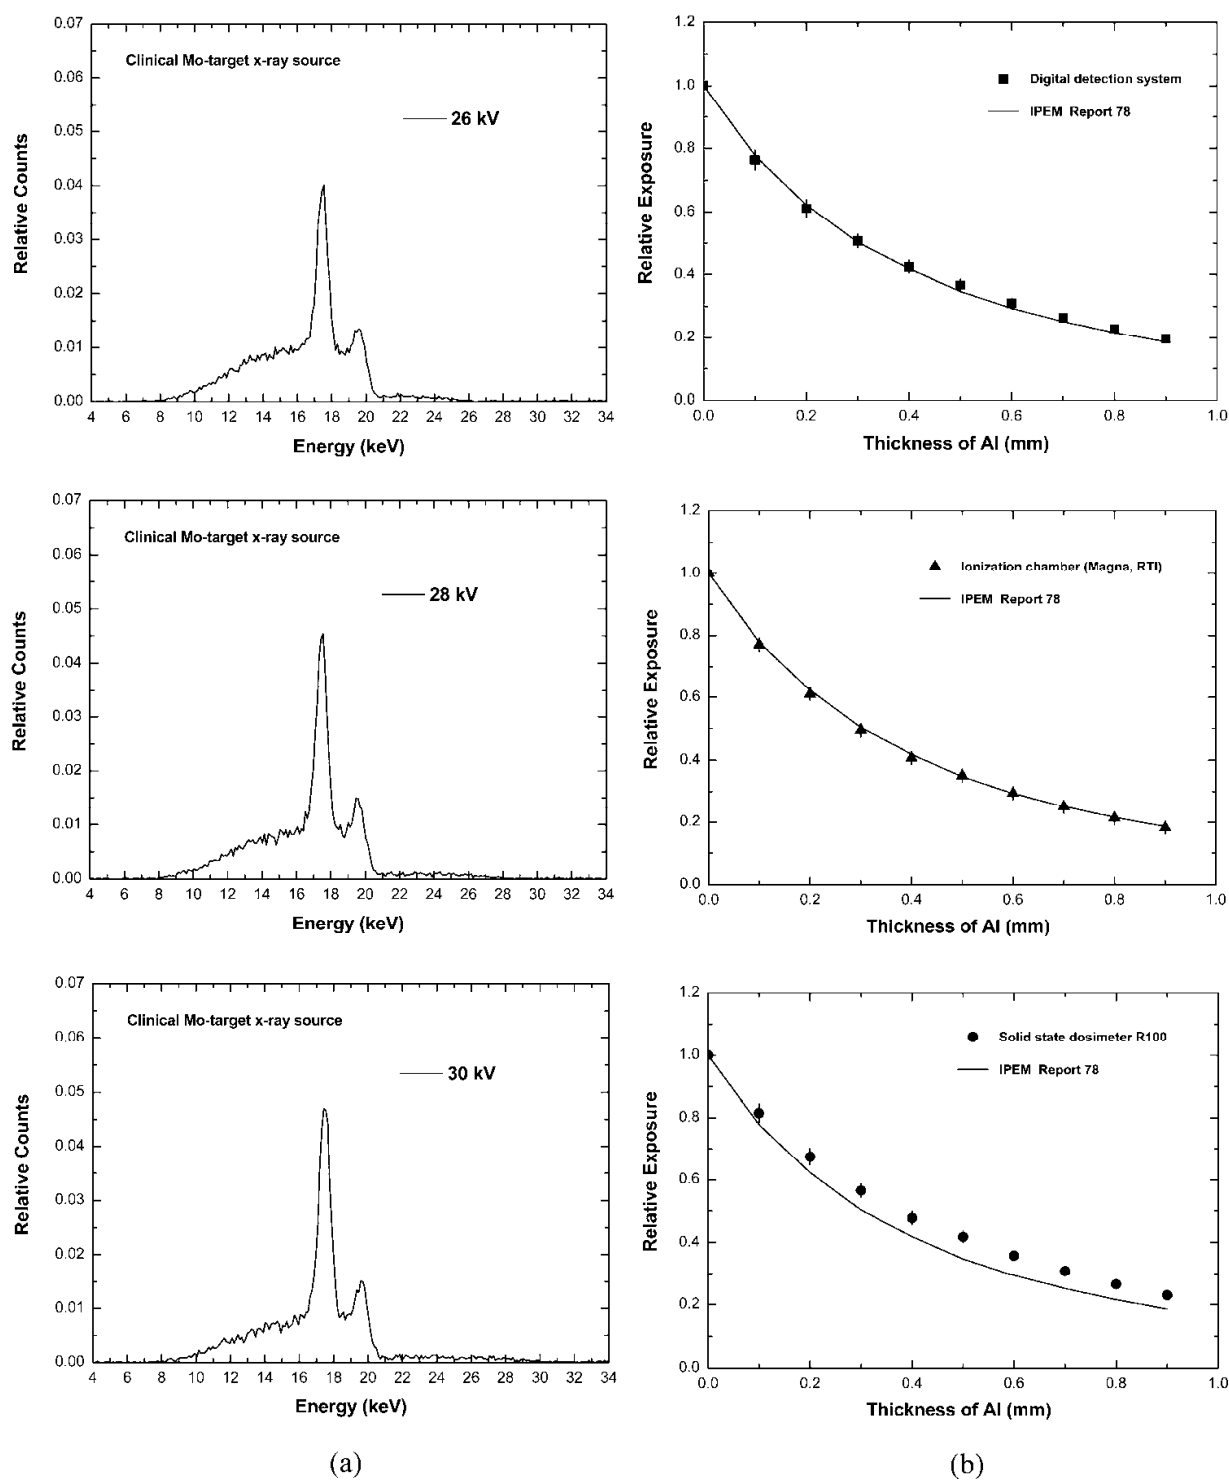 0.07
0.06
0.05
0.04
0.03
0.02
0.01
0.00
Relative Counts
Clinical Mo-target x-ray source
26 kV
4 6 8 10 12 14 16 18 20 22 24 26 28 30 32 34
Energy (keV)
1.2
1.0
0.8
0.6
0.4
0.2
0.0
Relative Exposure
Digital detection system
IPEM Report 78
0.0 0.2 0.4 0.6 0.8 1.0
Thickness of Al (mm)
0.07
0.06
0.05
0.04
0.03
0.02
0.01
0.00
Relative Counts
Clinical Mo-target x-ray source
28 kV
4 6 8 10 12 14 16 18 20 22 24 26 28 30 32 34
Energy (keV)
1.2
1.0
0.8
0.6
0.4
0.2
0.0
Relative Exposure
Ionization chamber (Magna, RTI)
IPEM Report 78
0.0 0.2 0.4 0.6 0.8 1.0
Thickness of Al (mm)
0.07
0.06
0.05
0.04
0.03
0.02
0.01
0.00
Relative Counts
Clinical Mo-target x-ray source
30 kV
4 6 8 10 12 14 16 18 20 22 24 26 28 30 32 34
Energy (keV)
1.2
1.0
0.8
0.6
0.4
0.2
0.0
Relative Exposure
Solid state dosimeter R100
IPEM Report 78
0.0 0.2 0.4 0.6 0.8 1.0
Thickness of Al (mm)
(a)
(b)